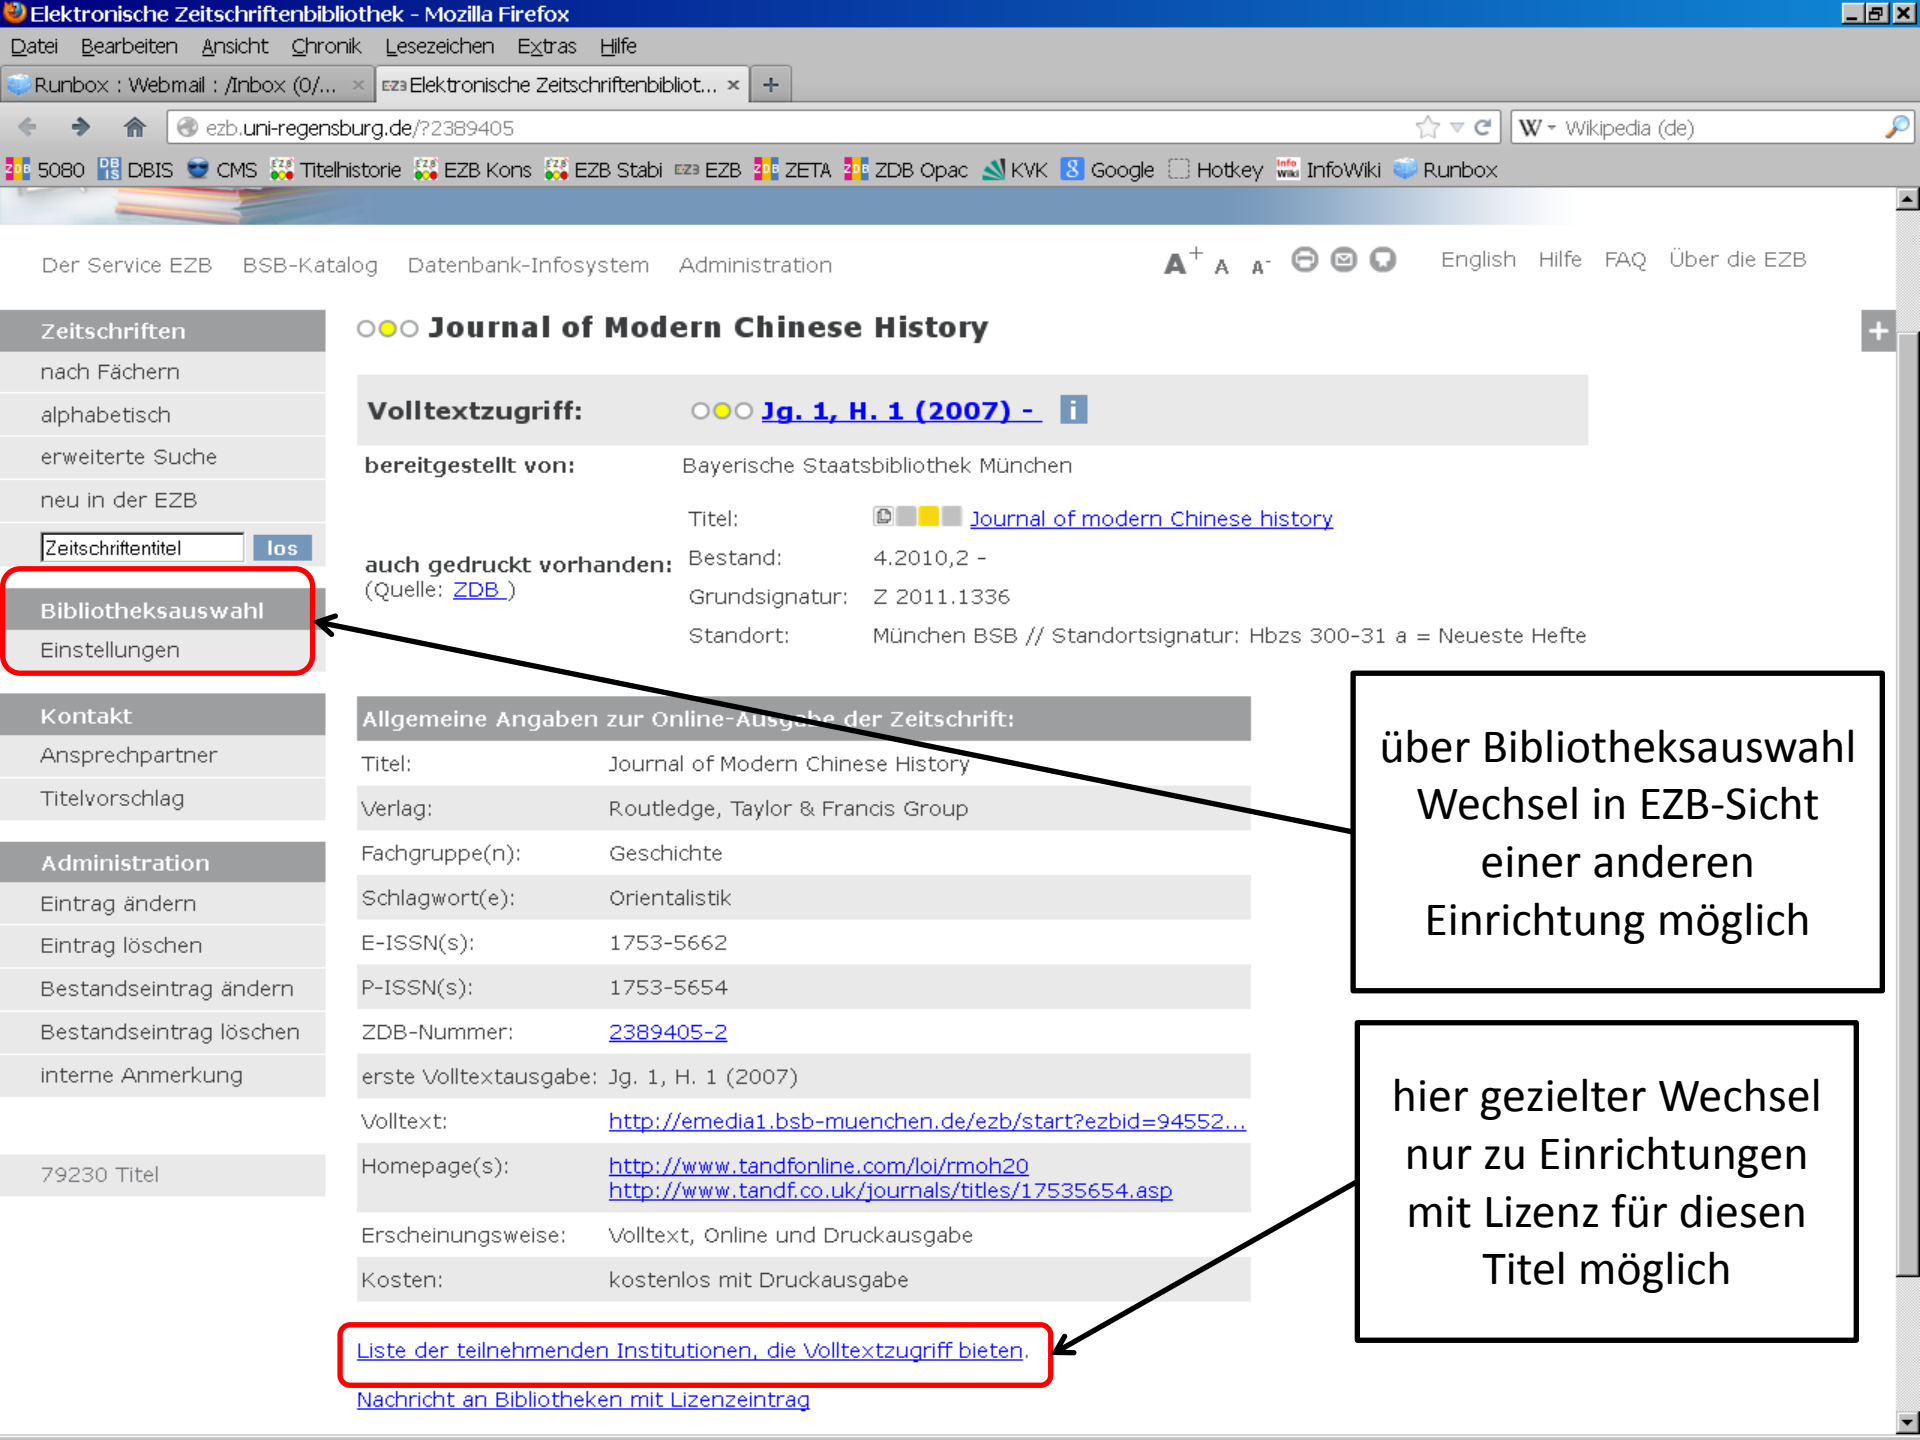 Elektronische Zeitschriftenbibliothek - Mozilla Firefox
Datei Bearbeiten Ansicht Chronik Lesezeichen Extras Hilfe
Runbox : Webmail : /Inbox (0/... × EZB Elektronische Zeitschriftenbibliot... × +
ezb.uni-regensburg.de/?2389405 W Wikipedia (de)
ZDB 5080 DBIS DBIS CMS EZB Titelhistorie EZB EZB Kons EZB EZB Stabi EZB EZB ZDB ZETA ZDB ZDB Opac KVK 8 Google Hotkey Info Wiki InfoWiki Runbox
Der Service EZB BSB-Katalog Datenbank-Infosystem Administration A+ A A- English Hilfe FAQ Über die EZB
Zeitschriften
nach Fächern
alphabetisch
erweiterte Suche
neu in der EZB
Zeitschriftentitel los
Bibliotheksauswahl
Einstellungen
Kontakt
Ansprechpartner
Titelvorschlag
Administration
Eintrag ändern
Eintrag löschen
Bestandseintrag ändern
Bestandseintrag löschen
interne Anmerkung
79230 Titel
Journal of Modern Chinese History +
Volltextzugriff: Jg. 1, H. 1 (2007) - i
bereitgestellt von: Bayerische Staatsbibliothek München
auch gedruckt vorhanden:
(Quelle: ZDB )
Titel: Journal of modern Chinese history
Bestand: 4.2010,2 -
Grundsignatur: Z 2011.1336
Standort: München BSB // Standortsignatur: Hbzs 300-31 a = Neueste Hefte
Allgemeine Angaben zur Online-Ausgabe der Zeitschrift:
Titel: Journal of Modern Chinese History
Verlag: Routledge, Taylor & Francis Group
Fachgruppe(n): Geschichte
Schlagwort(e): Orientalistik
E-ISSN(s): 1753-5662
P-ISSN(s): 1753-5654
ZDB-Nummer: 2389405-2
erste Volltextausgabe: Jg. 1, H. 1 (2007)
Volltext: http://emedia1.bsb-muenchen.de/ezb/start?ezbid=94552...
Homepage(s): http://www.tandfonline.com/loi/rmoh20
http://www.tandf.co.uk/journals/titles/17535654.asp
Erscheinungsweise: Volltext, Online und Druckausgabe
Kosten: kostenlos mit Druckausgabe
Liste der teilnehmenden Institutionen, die Volltextzugriff bieten.
Nachricht an Bibliotheken mit Lizenzeintrag
über Bibliotheksauswahl
Wechsel in EZB-Sicht
einer anderen
Einrichtung möglich
hier gezielter Wechsel
nur zu Einrichtungen
mit Lizenz für diesen
Titel möglich